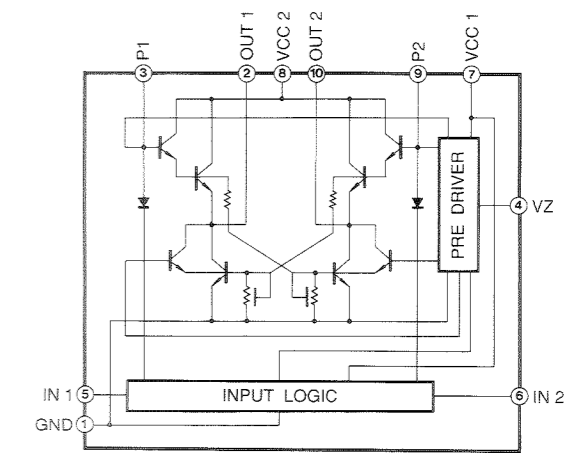 P1
OUT 1
VCC 2
OUT 2
P2
VCC 1
3
2
8
10
9
7
PRE DRIVER
4 VZ
IN 1 5
INPUT LOGIC
6 IN 2
GND 1